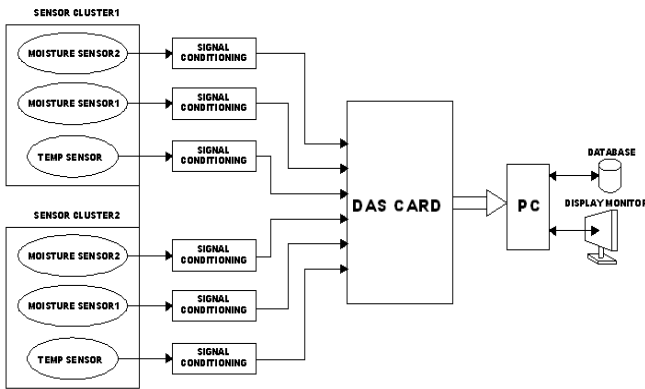 SENSOR CLUSTER1
MOISTURE SENSOR2
SIGNAL
CONDITIONING
MOISTURE SENSOR1
SIGNAL
CONDITIONING
TEMP SENSOR
SIGNAL
CONDITIONING
SENSOR CLUSTER2
MOISTURE SENSOR2
SIGNAL
CONDITIONING
MOISTURE SENSOR1
SIGNAL
CONDITIONING
TEMP SENSOR
SIGNAL
CONDITIONING
DAS CARD
PC
DATABASE
DISPLAY MONITOR